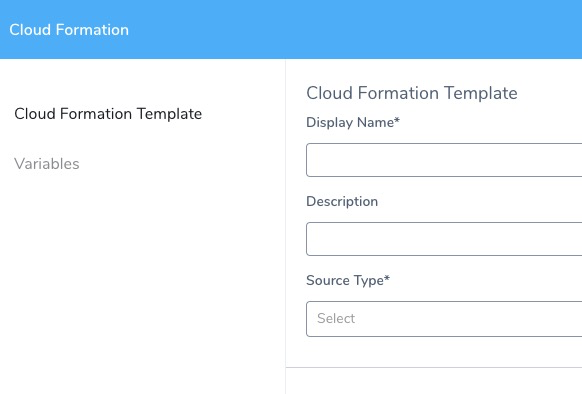 Cloud Formation
Cloud Formation Template
Variables
Cloud Formation Template
Display Name*
Description
Source Type*
Select